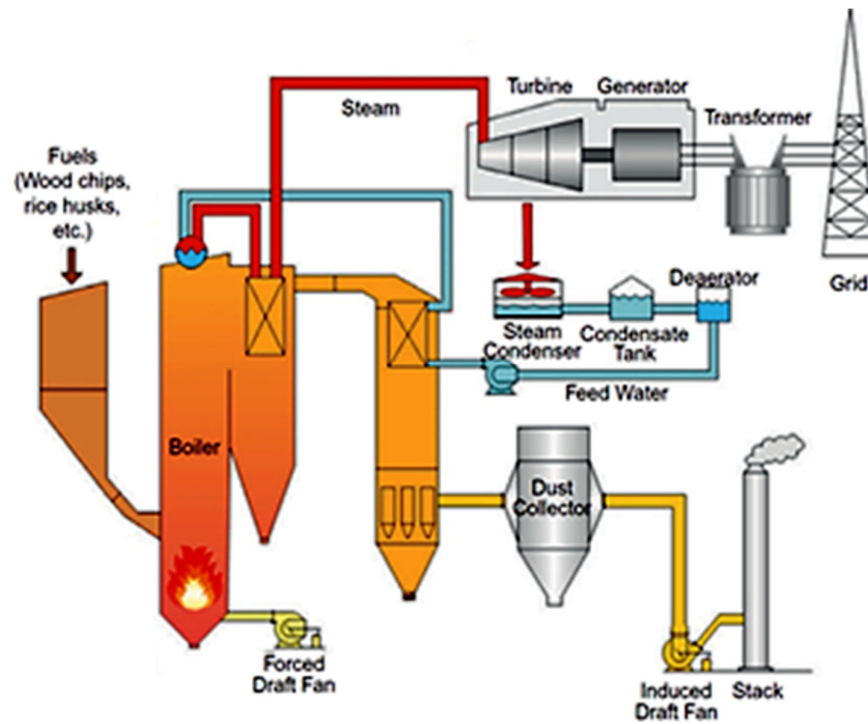 Turbine
Generator
Steam
Transformer
Fuels
(Wood chips,
rice husks,
etc.)
Deaerator
Grid
Steam
Condenser
Condensate
Tank
Feed Water
Boiler
Dust
Collector
Forced
Draft Fan
Induced
Draft Fan
Stack